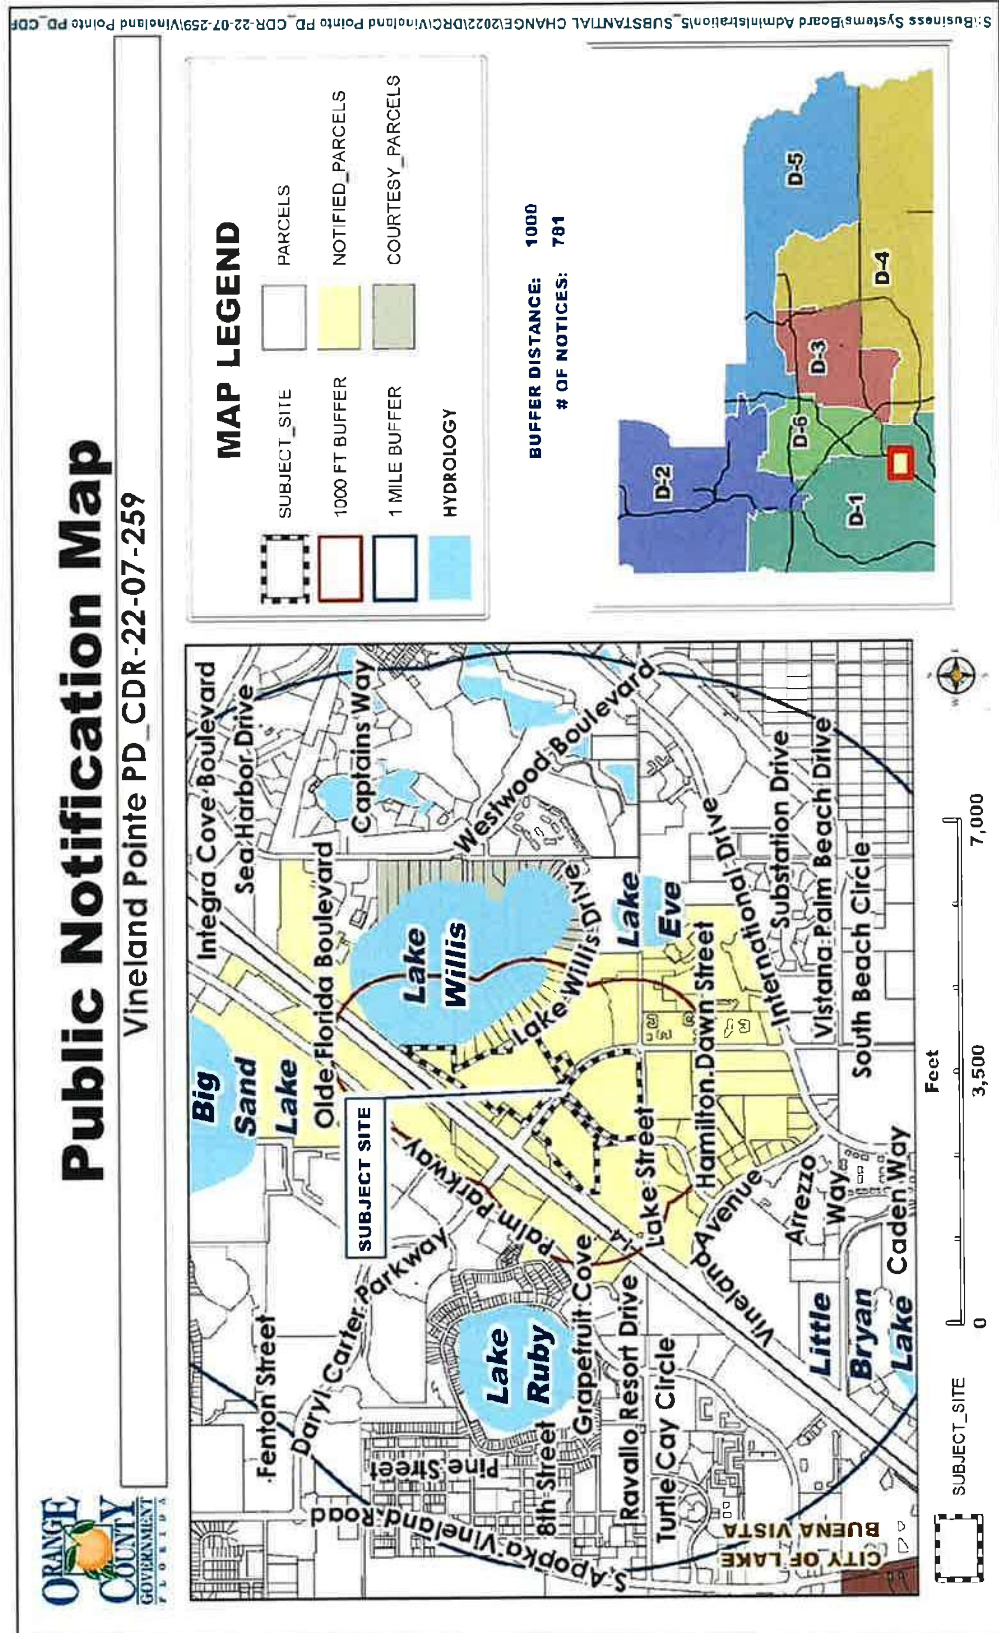 ORANGE
COUNTY
GOVERNMENT
FLORIDA
Public Notification Map
Vineland Pointe PD_CDR-22-07-259
Integra Cove Boulevard
Sea Harbor Drive
Big
Sand
Lake
Olde Florida Boulevard
Captains Way
Fenton Street
Daryl Carter Parkway
SUBJECT SITE
Palm Parkway
Lake
Willis
Westwood Boulevard
Pine Street
Lake
Ruby
S Apopka Vineland Road
8th Street
Grapefruit Cove
Lake Willis Drive
Lake
Eve
Ravallo Resort Drive
I-4
Lake Street
Lake Street
Turtle Cay Circle
Hamilton Dawn Street
International Drive
Vineland Avenue
Substation Drive
Arrezzo
Way
Vistana Palm Beach Drive
South Beach Circle
CITY OF LAKE
BUENA VISTA
Little
Bryan
Lake
Caden Way
SUBJECT_SITE
Feet
0
3,500
7,000
MAP LEGEND
SUBJECT_SITE
PARCELS
1000 FT BUFFER
NOTIFIED_PARCELS
1 MILE BUFFER
COURTESY_PARCELS
HYDROLOGY
BUFFER DISTANCE: 1000
# OF NOTICES: 781
D-2
D-5
D-6
D-3
D-4
D-1
S:\Business Systems\Board Administration\5_SUBSTANTIAL CHANGE\2022\DRC\Vineland Pointe PD_CDR-22-07-259\Vineland Pointe PD_CDR